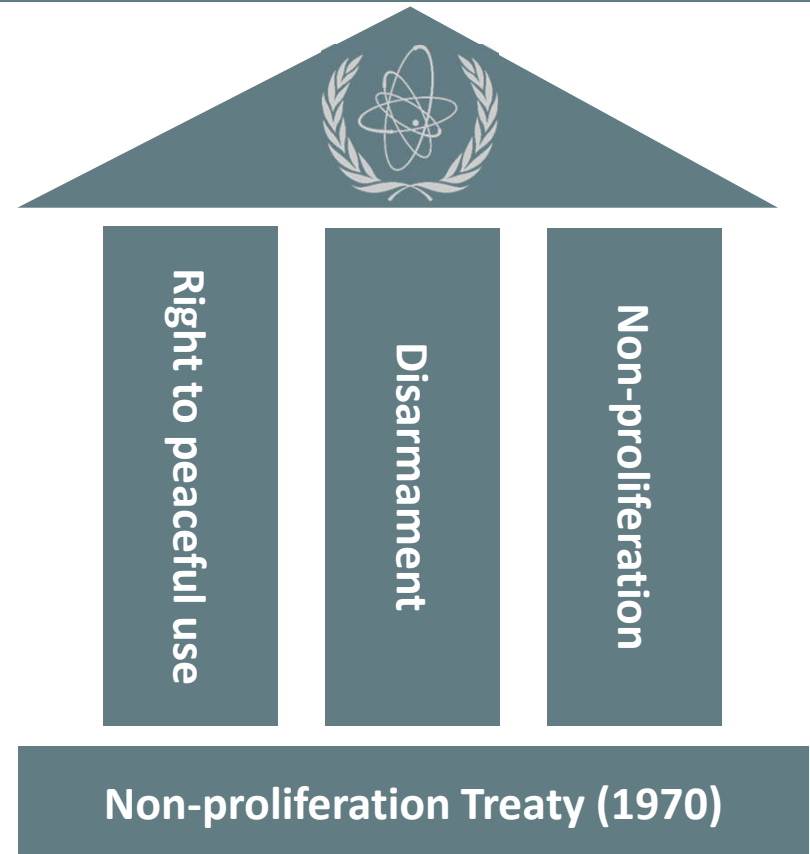 Right to peaceful use
Disarmament
Non-proliferation
Non-proliferation Treaty (1970)